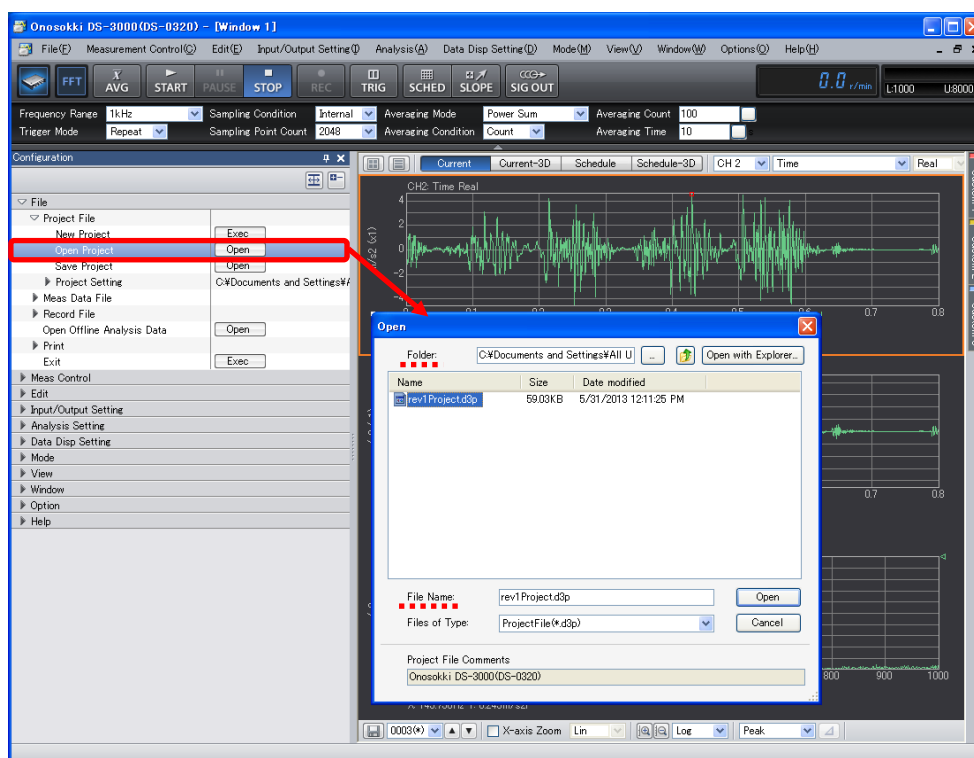 Onosokki DS-3000(DS-0320) - [Window 1]
File(F) Measurement Control(C) Edit(E) Input/Output Setting(I) Analysis(A) Data Disp Setting(D) Mode(M) View(V) Window(W) Options(O) Help(H)
FFT AVG START PAUSE STOP REC TRIG SCHED SLOPE SIG OUT 0.0 r/min L:1000 U:8000
Frequency Range 1kHz Sampling Condition Internal Averaging Mode Power Sum Averaging Count 100
Trigger Mode Repeat Sampling Point Count 2048 Averaging Condition Count Averaging Time 10
Configuration
Current Current-3D Schedule Schedule-3D CH 2 Time Real
CH2: Time Real
File
Project File
New Project Exec
Open Project Open
Save Project Open
Project Setting C:¥Documents and Settings¥A
Meas Data File
Record File
Open Offline Analysis Data Open
Print
Exit Exec
Meas Control
Edit
Input/Output Setting
Analysis Setting
Data Disp Setting
Mode
View
Window
Option
Help
4
2
0
-2
0.7 0.8
Open
Folder: C:¥Documents and Settings¥All U .. Open with Explorer...
Name Size Date modified
rev1Project.d3p 59.03KB 5/31/2013 12:11:25 PM
0.7 0.8
File Name: rev1Project.d3p Open
Files of Type: ProjectFile(*.d3p) Cancel
Project File Comments
Onosokki DS-3000(DS-0320)
800 900 1000
0003(*) X-axis Zoom Lin Log Peak